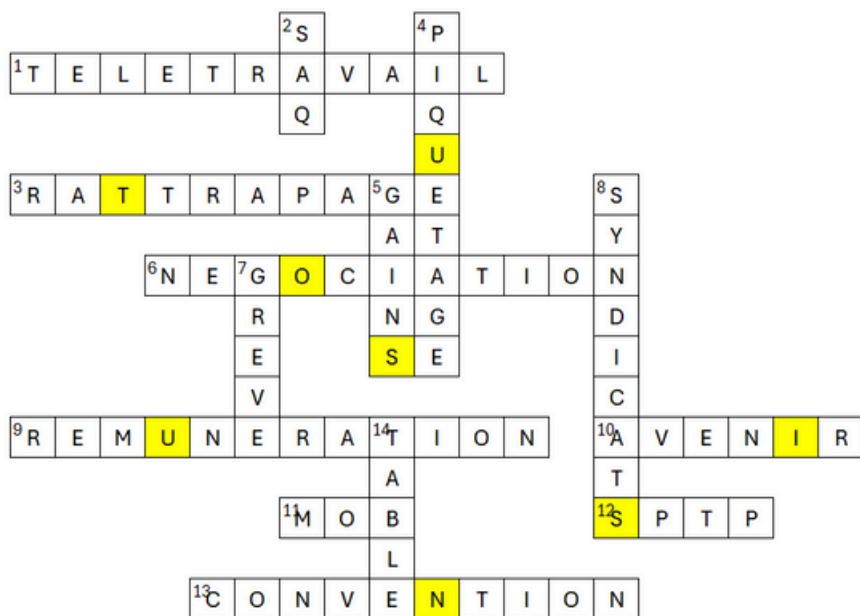 2S 4P
1T E L E T R A V A I L
Q Q
U
3R A T T R A P A 5G E 8S
A T Y
6N E 7G O C I A T I O N
R N G D
E S E I
V C
9R E M U N E R A 14T I O N 10A V E N I R
A T
11M O B 12S P T P
L
13C O N V E N T I O N